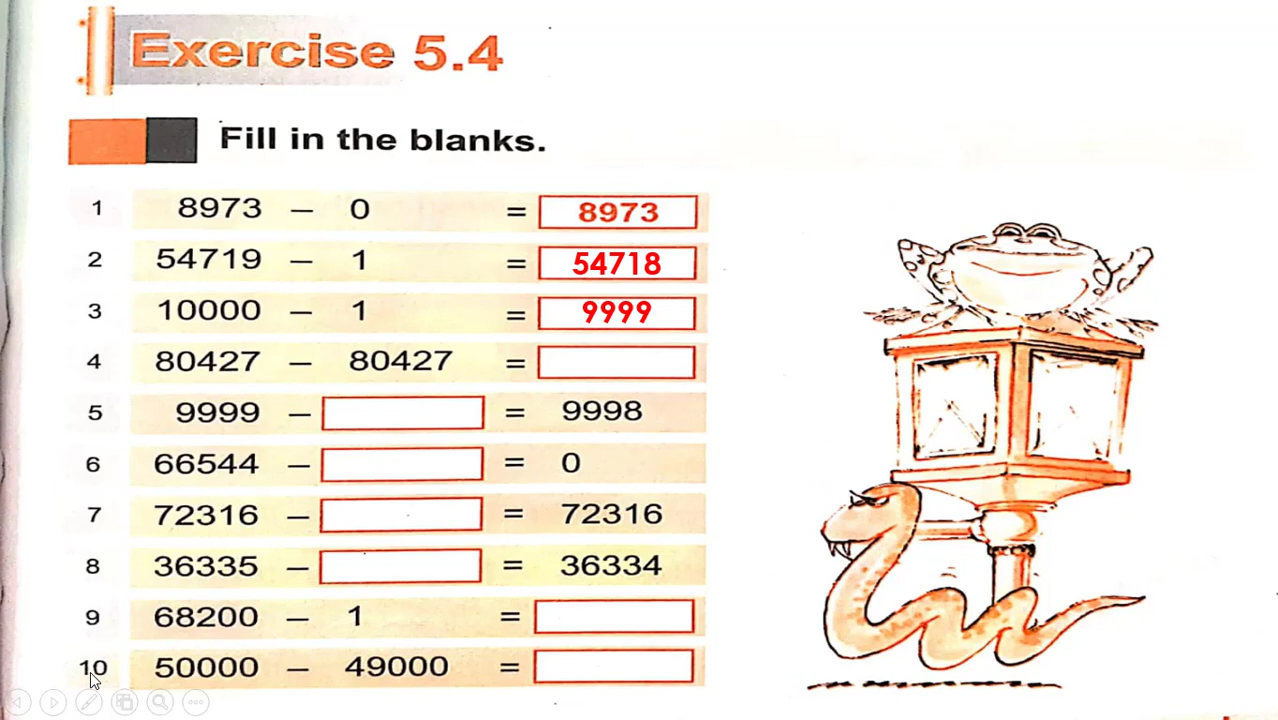 Exercise 5.4
Fill in the blanks.
1 8973 – 0 = 8973
2 54719 – 1 = 54718
3 10000 – 1 = 9999
4 80427 – 80427 =
5 9999 – = 9998
6 66544 – = 0
7 72316 – = 72316
8 36335 – = 36334
9 68200 – 1 =
10 50000 – 49000 =